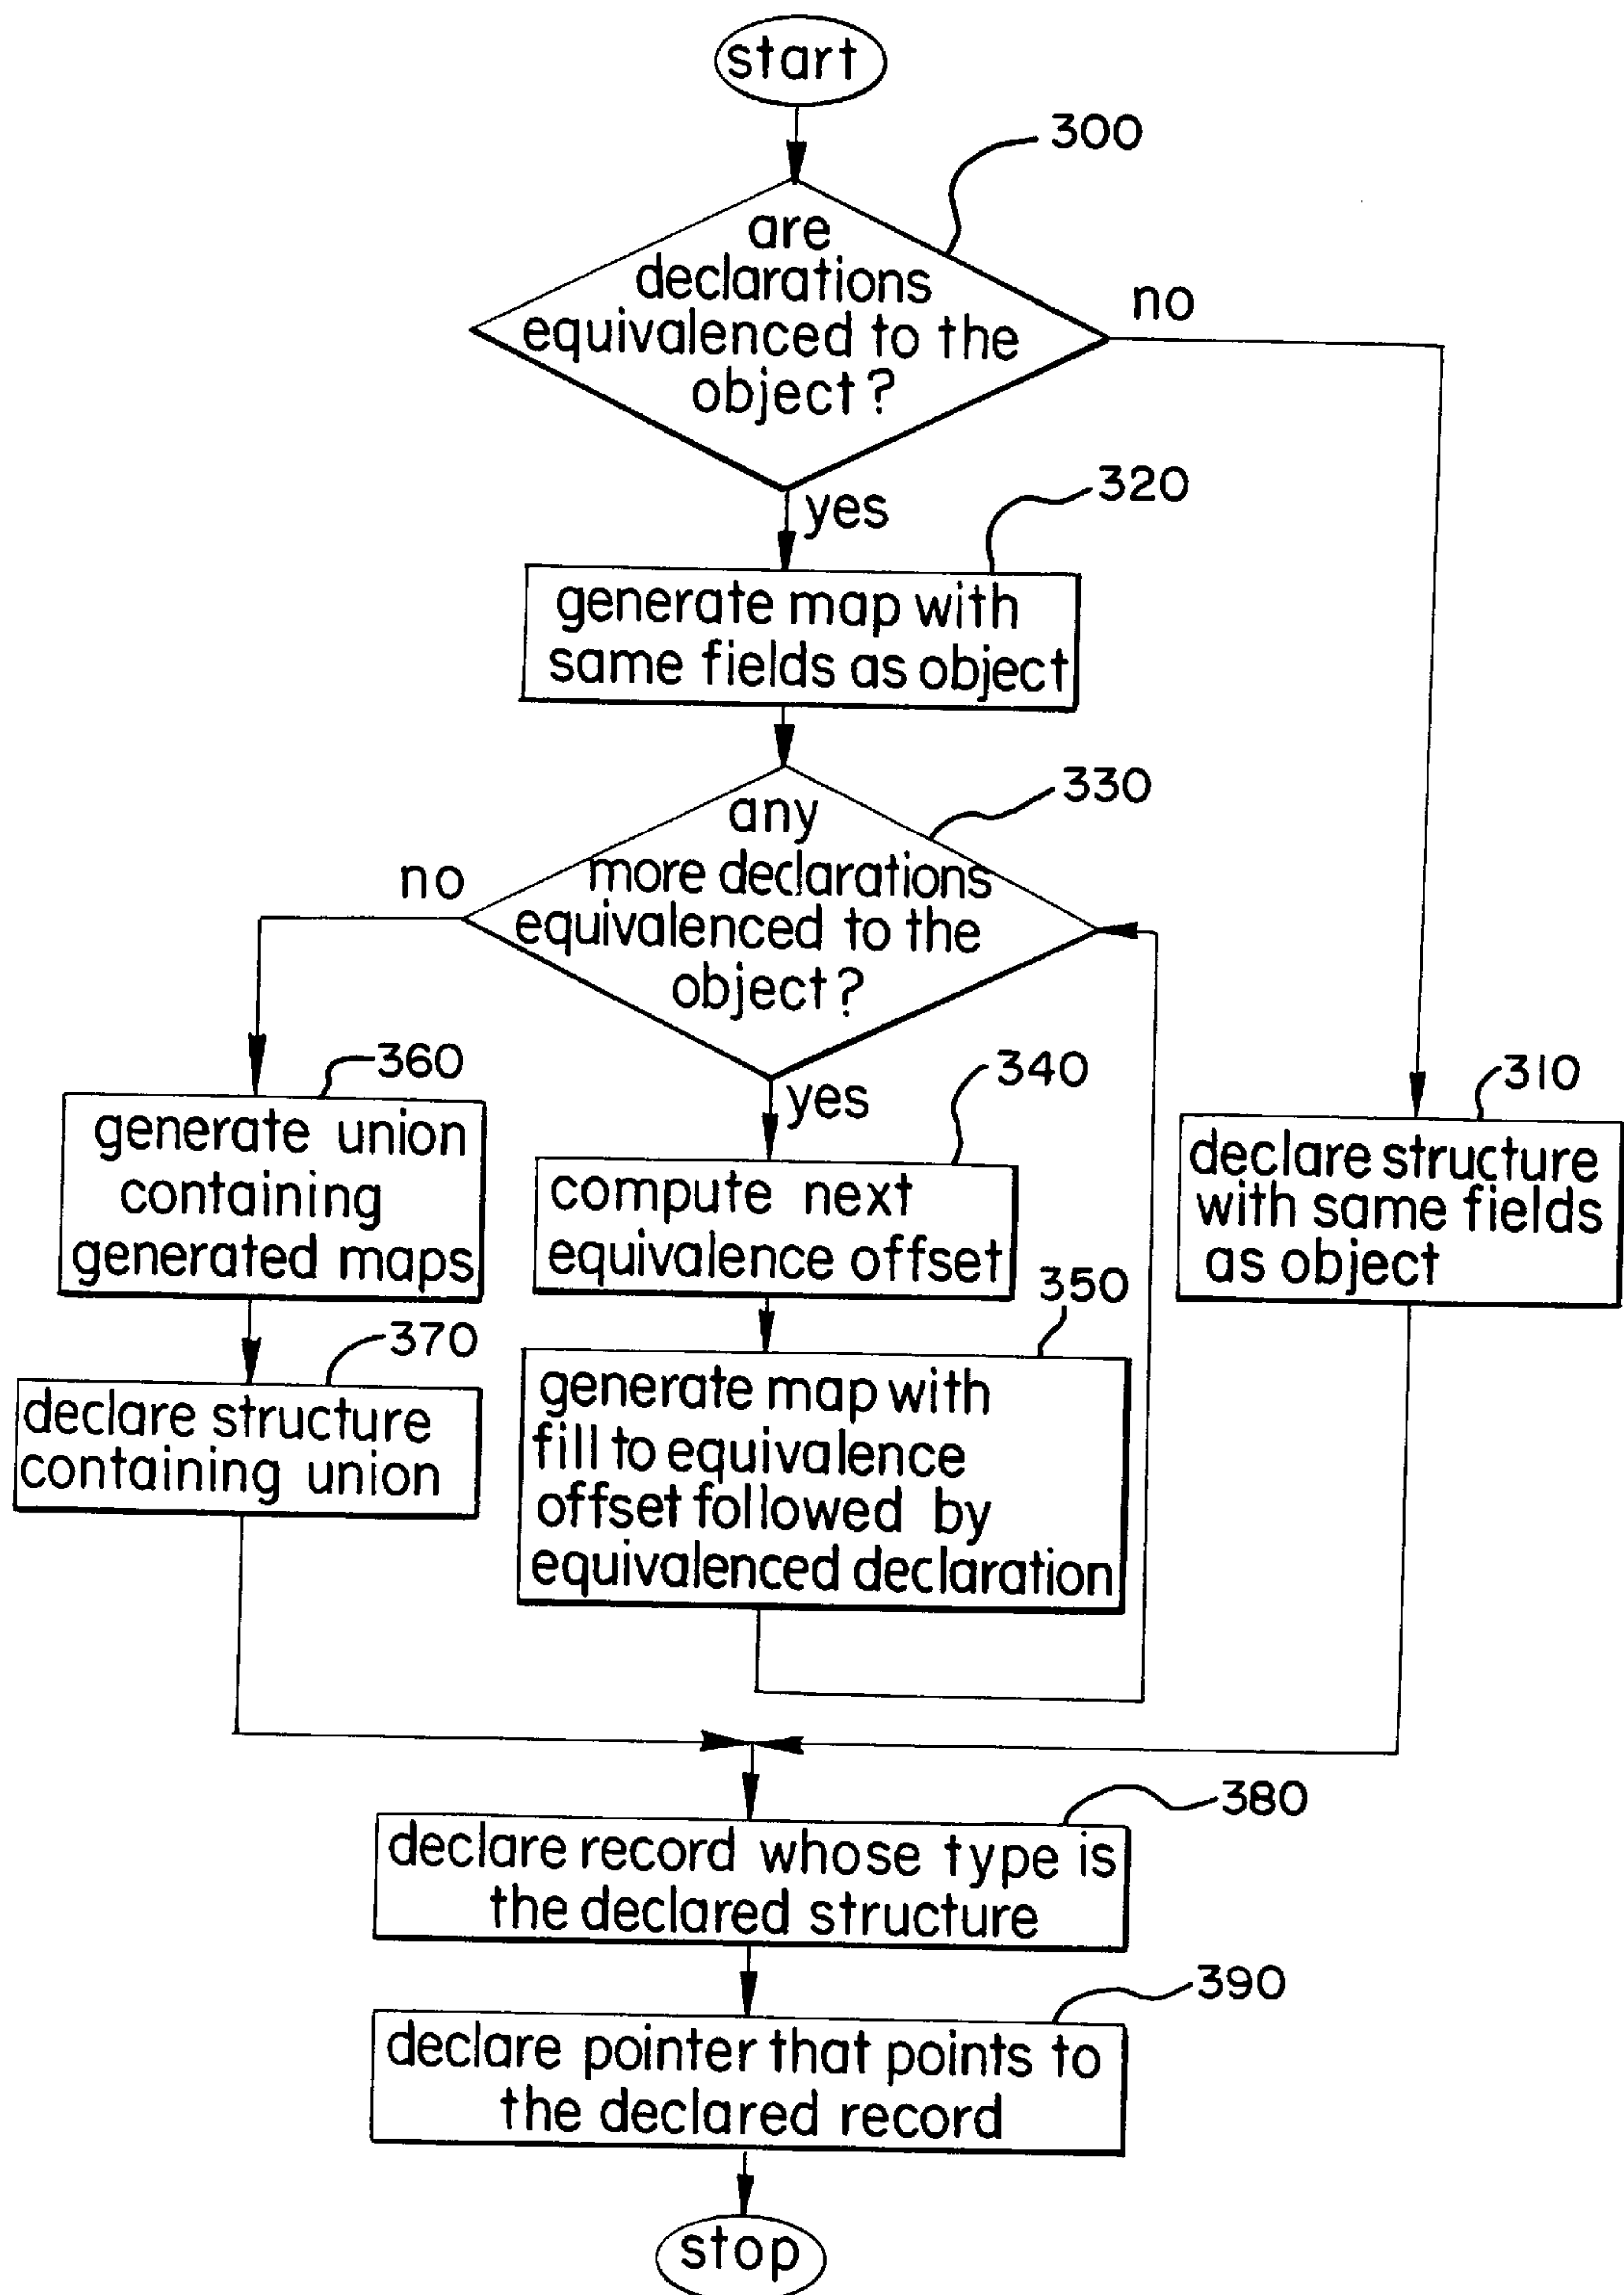 start
300
are
declarations
equivalenced to the
object?
no
yes
320
generate map with
same fields as object
330
any
more declarations
equivalenced to the
object?
no
yes
360
generate union
containing
generated maps
340
compute next
equivalence offset
310
declare structure
with same fields
as object
370
declare structure
containing union
350
generate map with
fill to equivalence
offset followed by
equivalenced declaration
380
declare record whose type is
the declared structure
390
declare pointer that points to
the declared record
stop